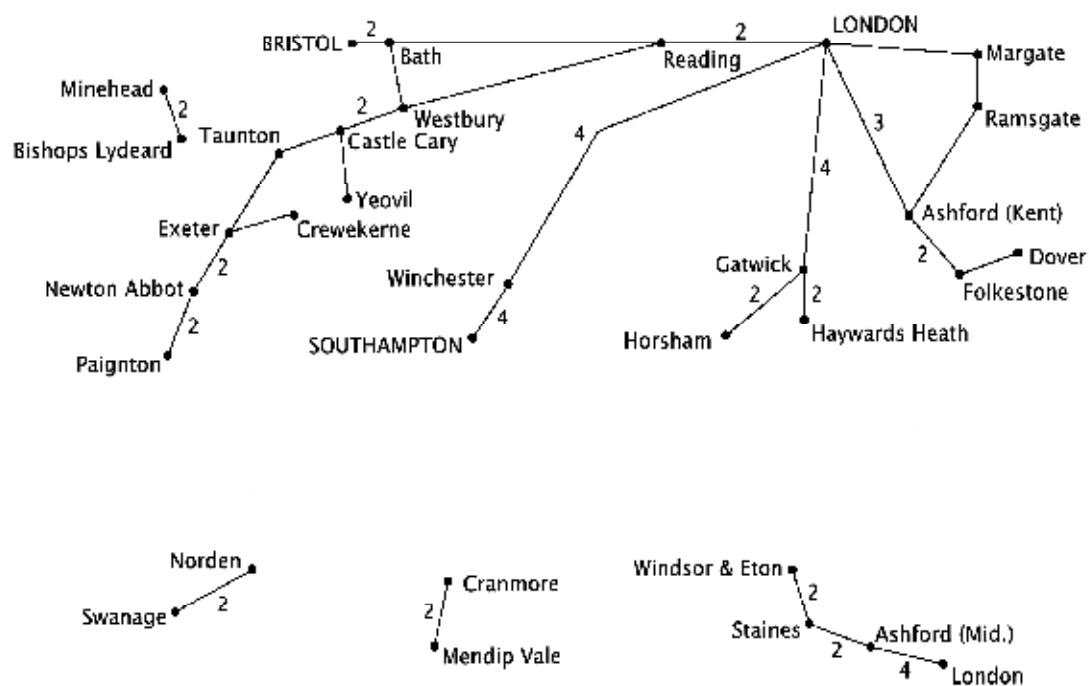 LONDON
2
2
BRISTOL
Bath
Reading
Margate
Minehead
2
Westbury
2
Ramsgate
Bishops Lydeard
Taunton
Castle Cary
4
3
4
Yeovil
Crewekerne
Exeter
Ashford (Kent)
2
2
Dover
Newton Abbot
Winchester
Gatwick
Folkestone
2
2
2
4
Paignton
SOUTHAMPTON
Horsham
Haywards Heath
Norden
Swanage
2
Cranmore
2
Mendip Vale
Windsor & Eton
2
Staines
Ashford (Mid.)
2
4
London